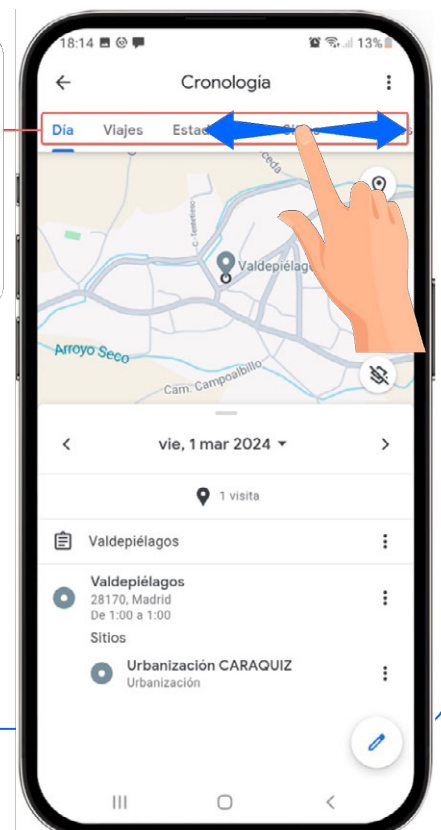 18:14
13%
Cronología
Día Viajes
Valdepiélag
Arroyo Seco
Cam. Campoalbillo
vie, 1 mar 2024
1 visita
Valdepiélagos
Valdepiélagos
28170, Madrid
De 1:00 a 1:00
Sitios
Urbanización CARAQUIZ
Urbanización